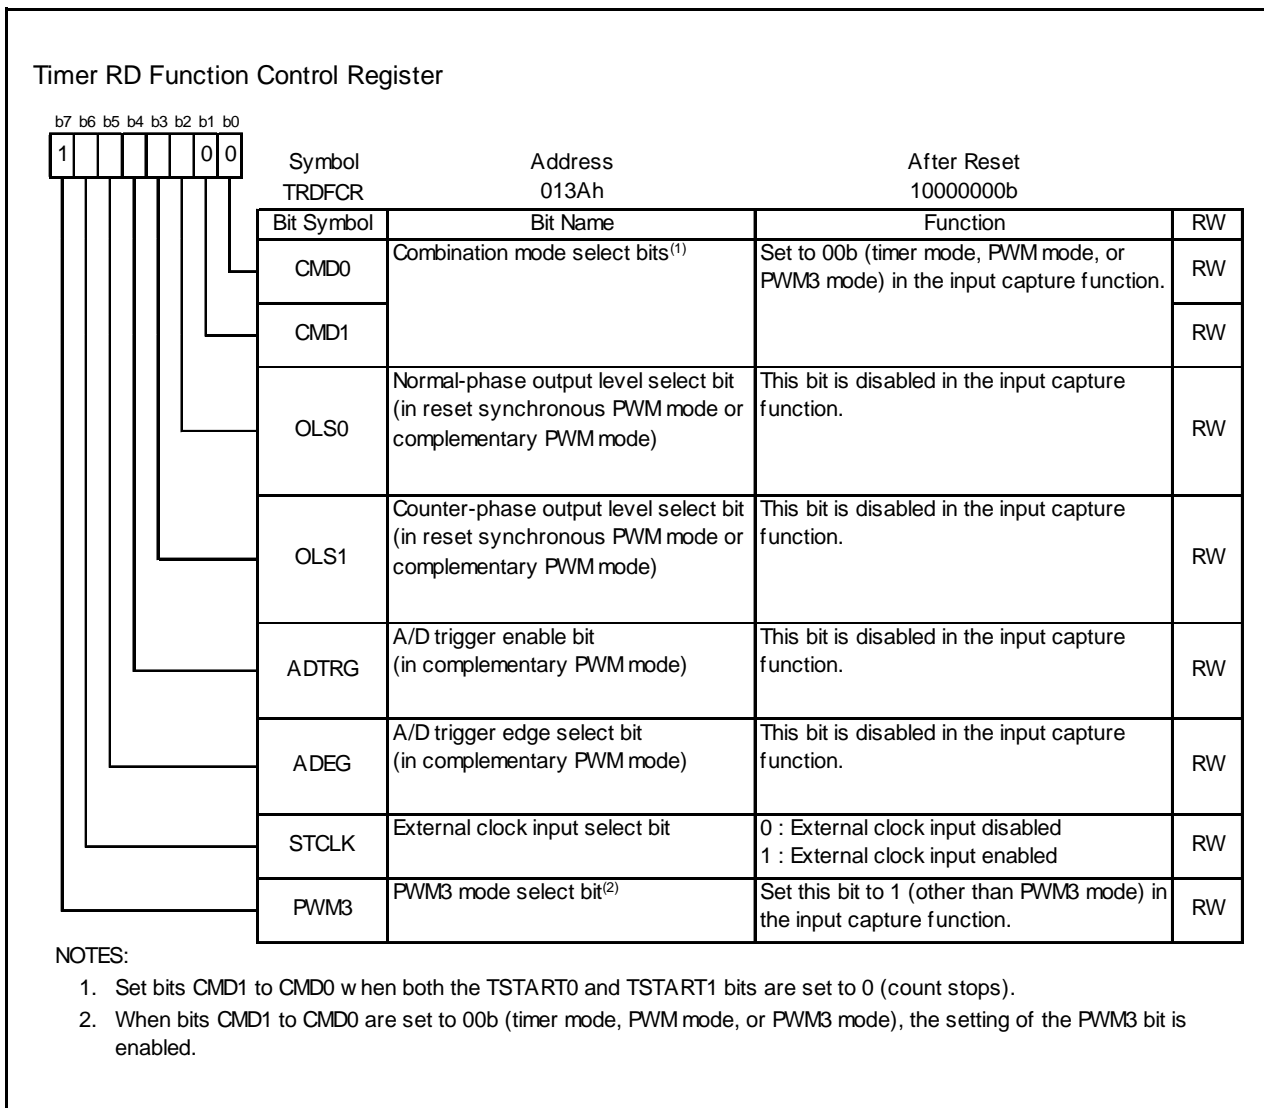 Timer RD Function Control Register
b7 b6 b5 b4 b3 b2 b1 b0
1 0 0
Symbol Address After Reset
TRDFCR 013Ah 10000000b
Bit Symbol Bit Name Function RW
CMD0 Combination mode select bits(1) Set to 00b (timer mode, PWM mode, or
PWM3 mode) in the input capture function. RW
CMD1 RW
OLS0 Normal-phase output level select bit This bit is disabled in the input capture
(in reset synchronous PWM mode or function.
complementary PWM mode) RW
OLS1 Counter-phase output level select bit This bit is disabled in the input capture
(in reset synchronous PWM mode or function.
complementary PWM mode) RW
ADTRG A/D trigger enable bit This bit is disabled in the input capture
(in complementary PWM mode) function. RW
ADEG A/D trigger edge select bit This bit is disabled in the input capture
(in complementary PWM mode) function. RW
STCLK External clock input select bit 0 : External clock input disabled
1 : External clock input enabled RW
PWM3 PWM3 mode select bit(2) Set this bit to 1 (other than PWM3 mode) in
the input capture function. RW
NOTES:
1. Set bits CMD1 to CMD0 when both the TSTART0 and TSTART1 bits are set to 0 (count stops).
2. When bits CMD1 to CMD0 are set to 00b (timer mode, PWM mode, or PWM3 mode), the setting of the PWM3 bit is
enabled.